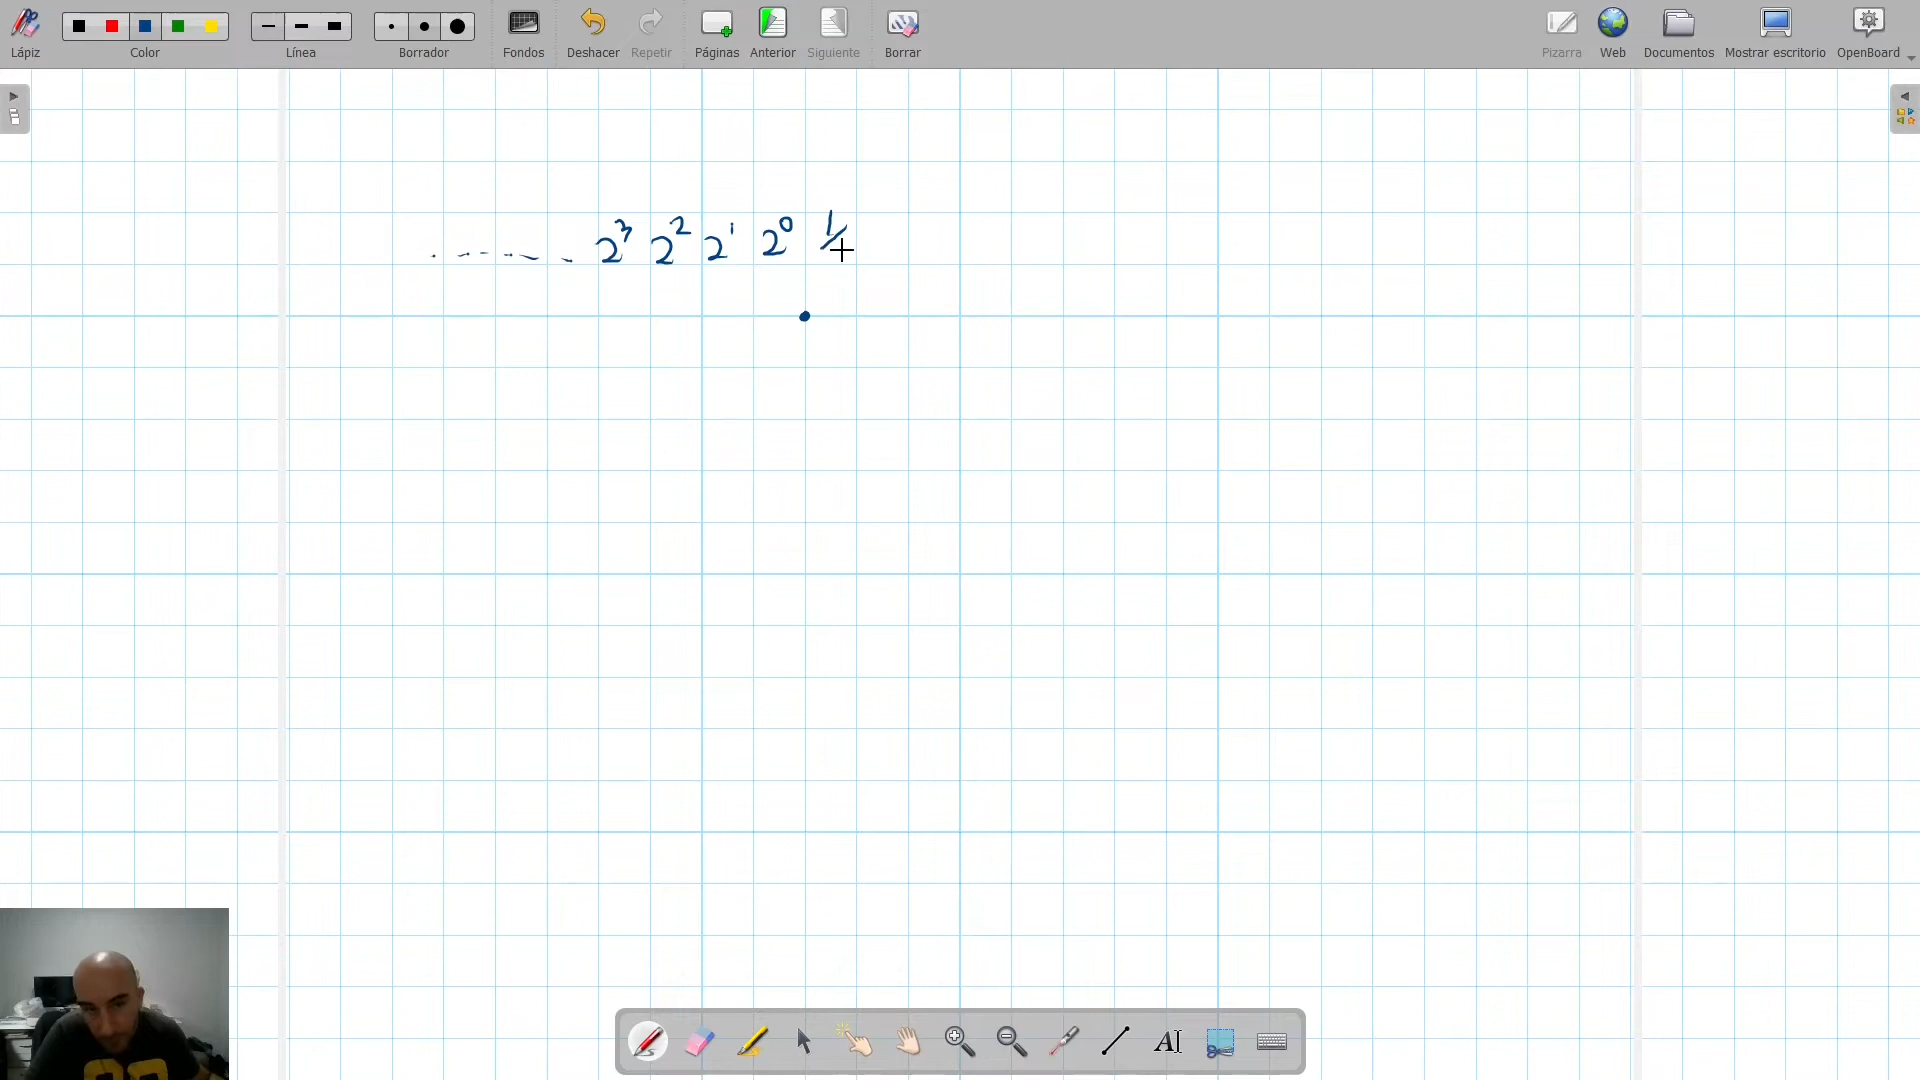 Lápiz Color Línea Borrador Fondos Deshacer Repetir Páginas Anterior Siguiente Borrar Pizarra Web Documentos Mostrar escritorio OpenBoard
....... 2³ 2² 2¹ 2⁰ 1/